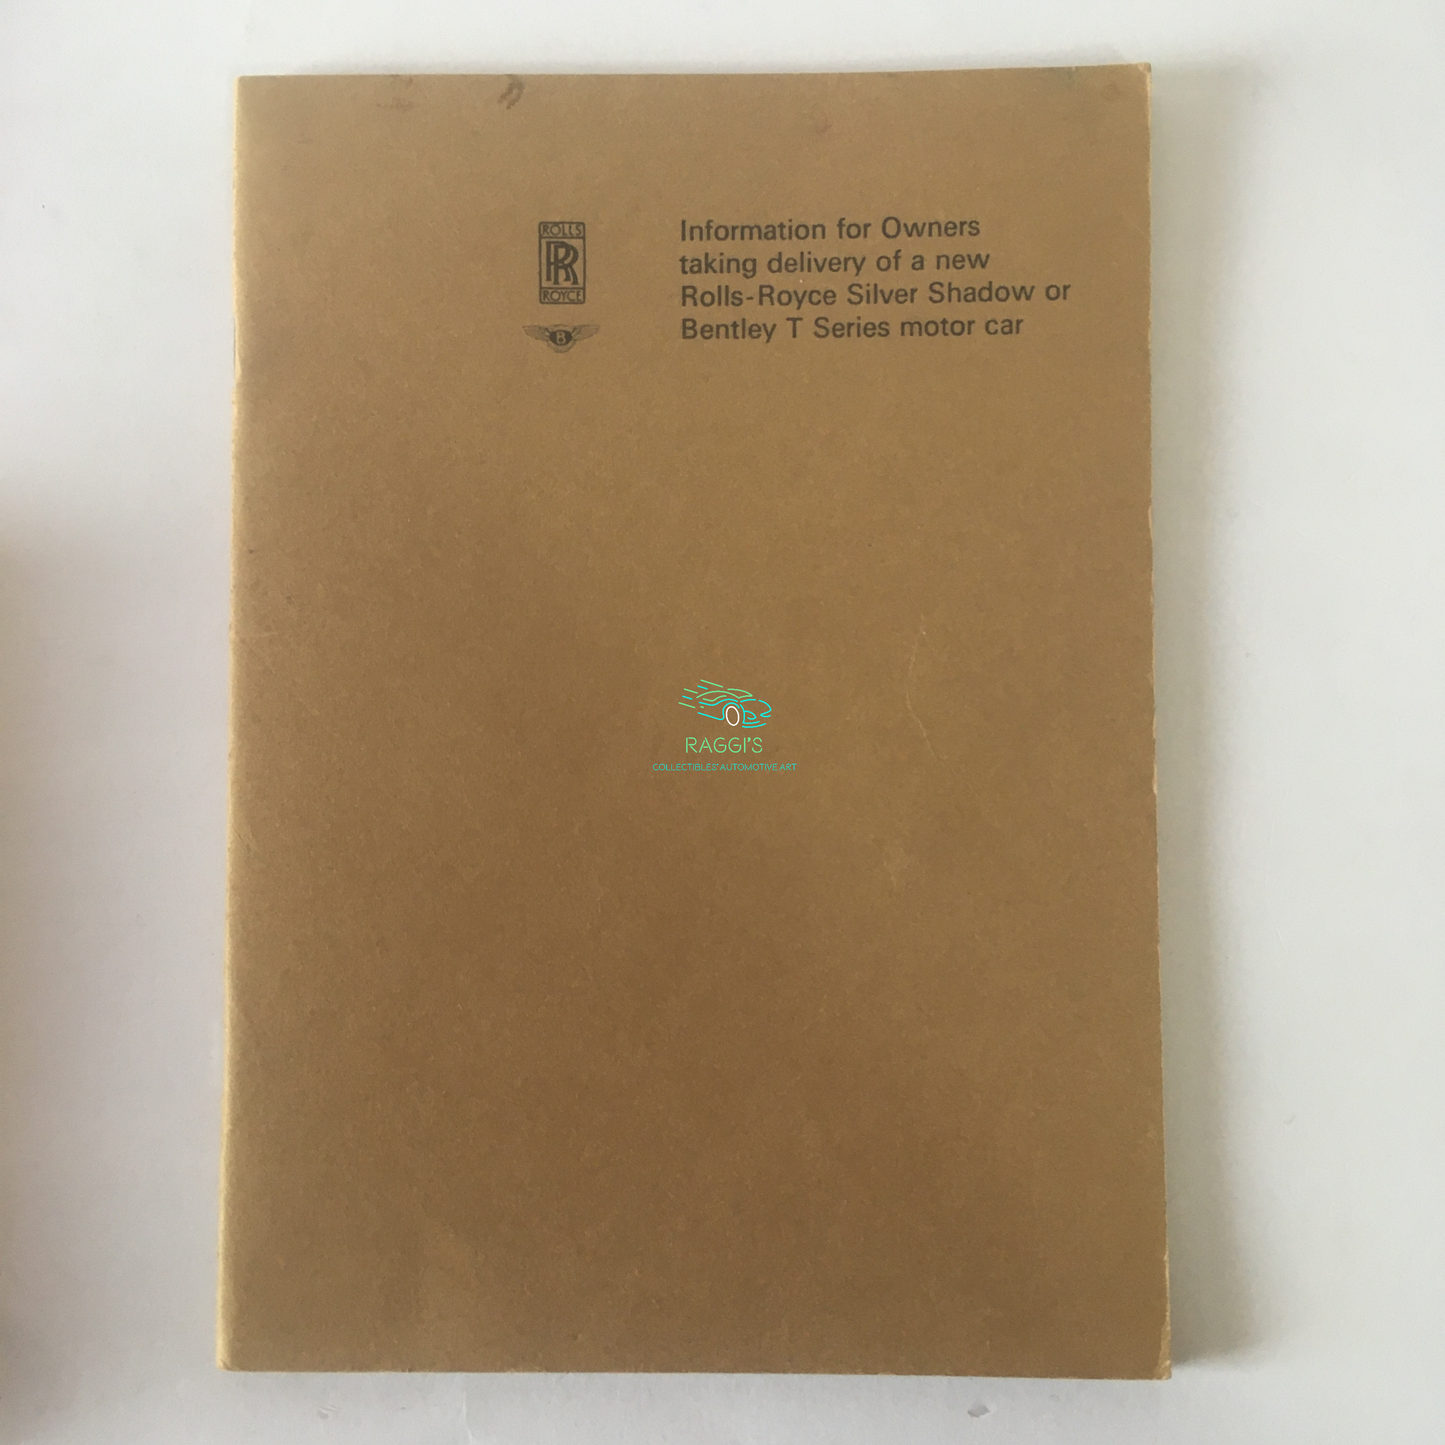 ROLLS
RR
ROYCE
B
Information for Owners
taking delivery of a new
Rolls-Royce Silver Shadow or
Bentley T Series motor car
RAGGI'S
COLLECTIBLES'AUTOMOTIVE ART